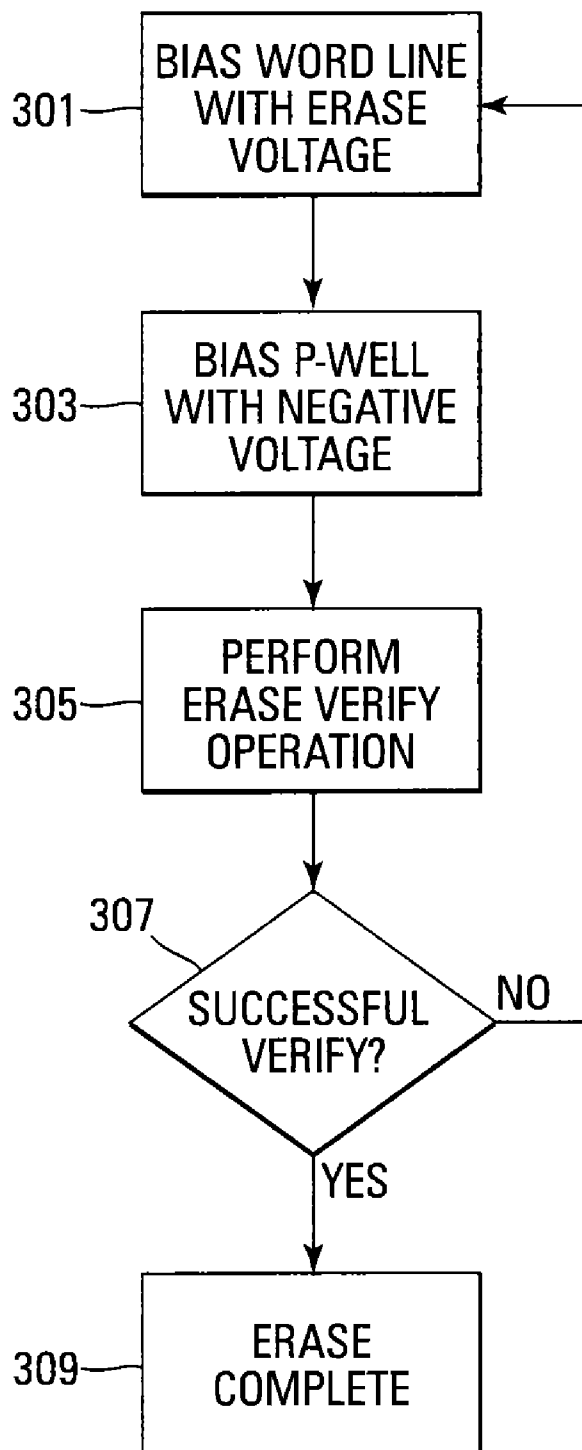 301
BIAS WORD LINE
WITH ERASE
VOLTAGE
303
BIAS P-WELL
WITH NEGATIVE
VOLTAGE
305
PERFORM
ERASE VERIFY
OPERATION
307
SUCCESSFUL
VERIFY?
NO
YES
309
ERASE
COMPLETE